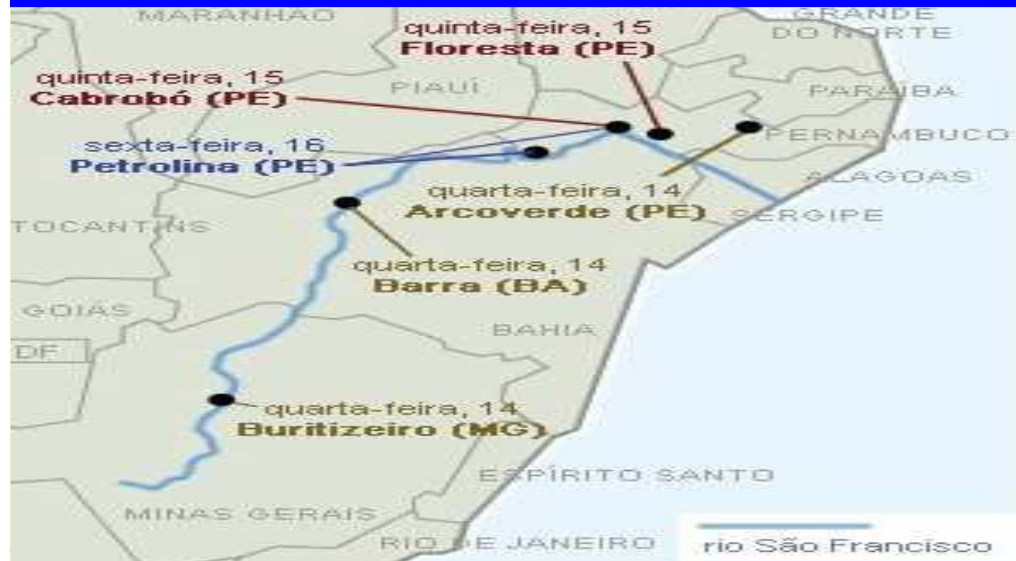 MARANHÃO
GRANDE
DO NORTE
quinta-feira, 15
Floresta (PE)
quinta-feira, 15
Cabrobó (PE)
PIAUÍ
PARAÍBA
PERNAMBUCO
sexta-feira, 16
Petrolina (PE)
ALAGOAS
quarta-feira, 14
Arcoverde (PE)
SERGIPE
TOCANTINS
quarta-feira, 14
Barra (BA)
GOIÁS
BAHIA
DF
quarta-feira, 14
Buritizeiro (MG)
ESPÍRITO SANTO
MINAS GERAIS
RIO DE JANEIRO
rio São Francisco